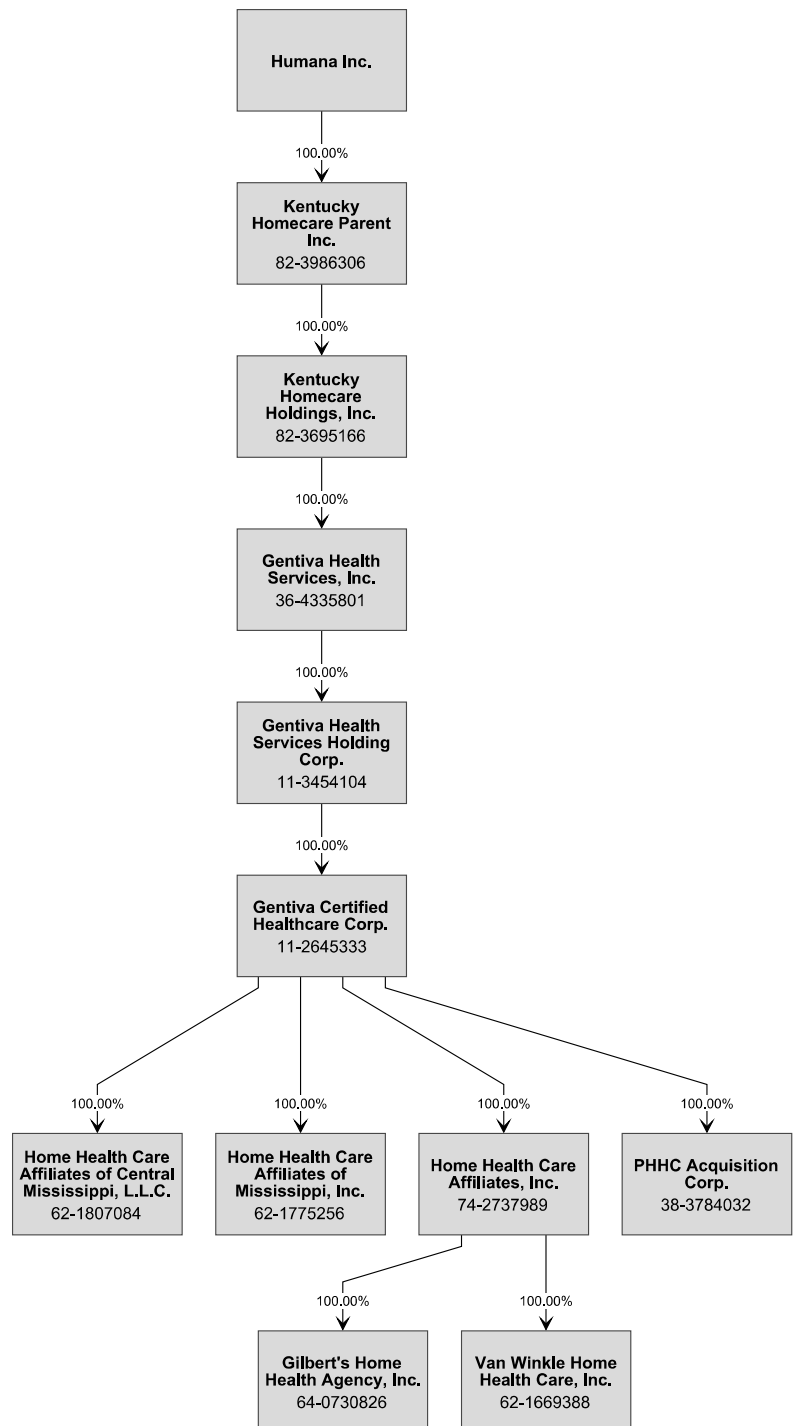 Humana Inc.
100.00%
Kentucky
Homecare Parent
Inc.
82-3986306
100.00%
Kentucky
Homecare
Holdings, Inc.
82-3695166
100.00%
Gentiva Health
Services, Inc.
36-4335801
100.00%
Gentiva Health
Services Holding
Corp.
11-3454104
100.00%
Gentiva Certified
Healthcare Corp.
11-2645333
100.00%
Home Health Care
Affiliates of Central
Mississippi, L.L.C.
62-1807084
100.00%
Home Health Care
Affiliates of
Mississippi, Inc.
62-1775256
100.00%
Home Health Care
Affiliates, Inc.
74-2737989
100.00%
PHHC Acquisition
Corp.
38-3784032
100.00%
Gilbert's Home
Health Agency, Inc.
64-0730826
100.00%
Van Winkle Home
Health Care, Inc.
62-1669388